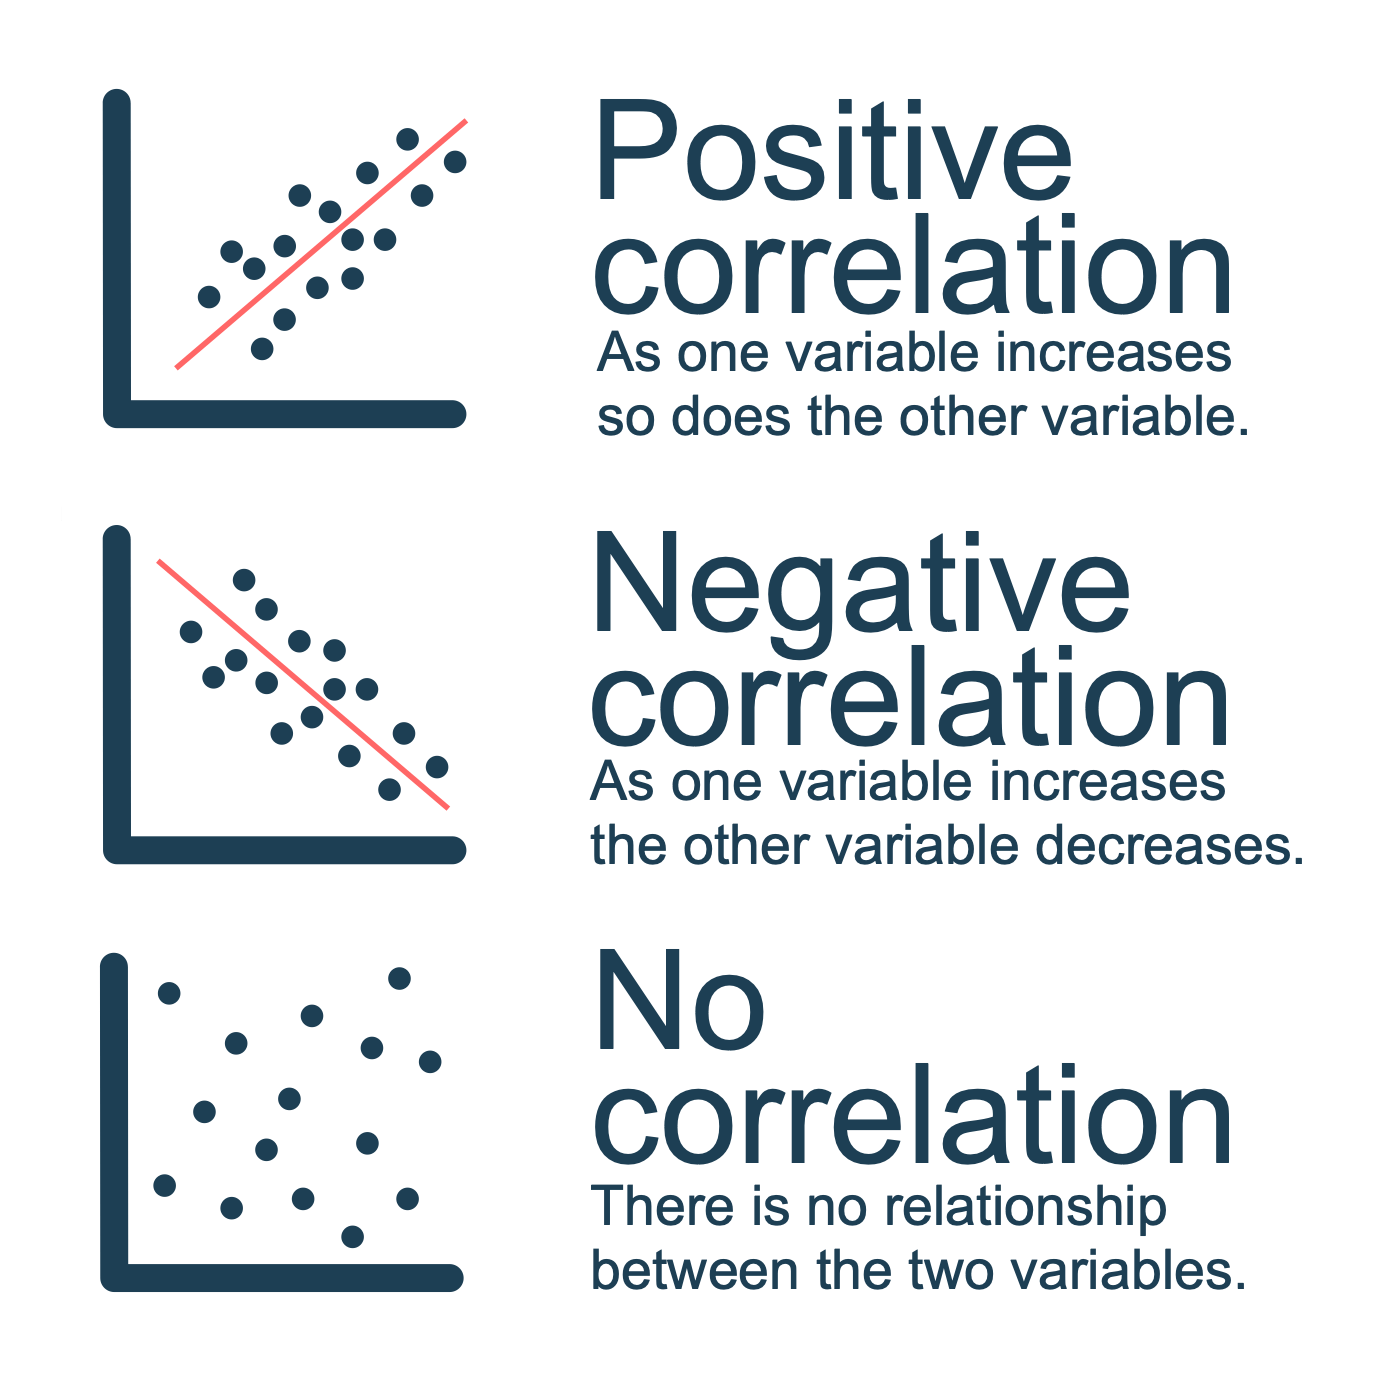 Positive
correlation
As one variable increases
so does the other variable.
Negative
correlation
As one variable increases
the other variable decreases.
No
correlation
There is no relationship
between the two variables.